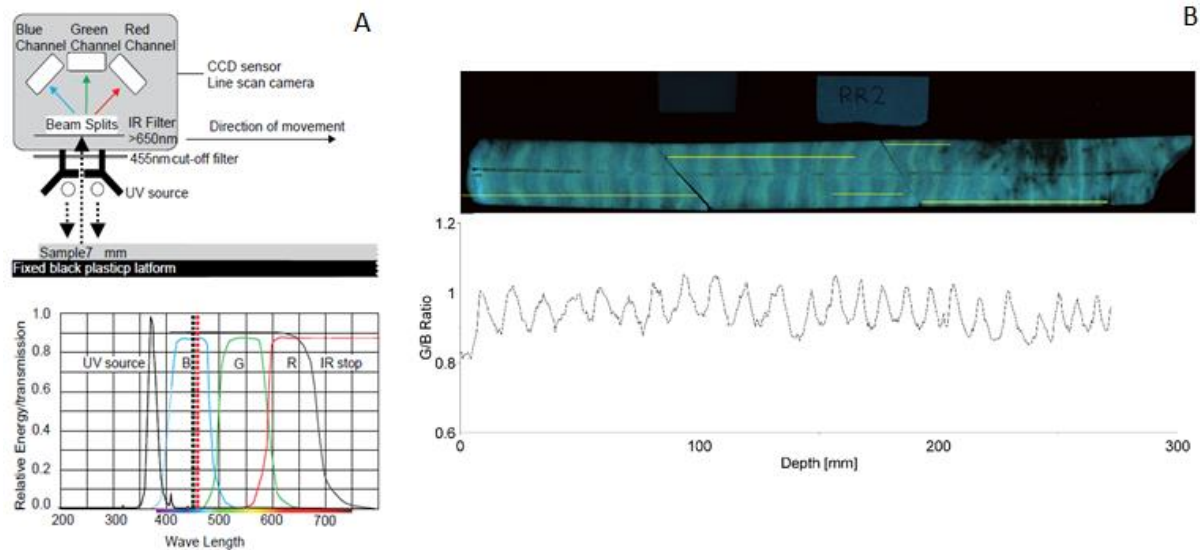 A
Blue
Channel
Green
Channel
Red
Channel
CCD sensor
Line scan camera
Beam Splits
IR Filter
>650nm
Direction of movement
455nm cut-off filter
UV source
Sample7 mm
Fixed black plasticp latform
Relative Energy/transmission
1.0
0.8
0.6
0.4
0.2
0.0
UV source
B
G
R
IR stop
200 300 400 500 600 700
Wave Length
B
RR2
G/B Ratio
1.2
1
0.8
0.6
0 100 200 300
Depth [mm]